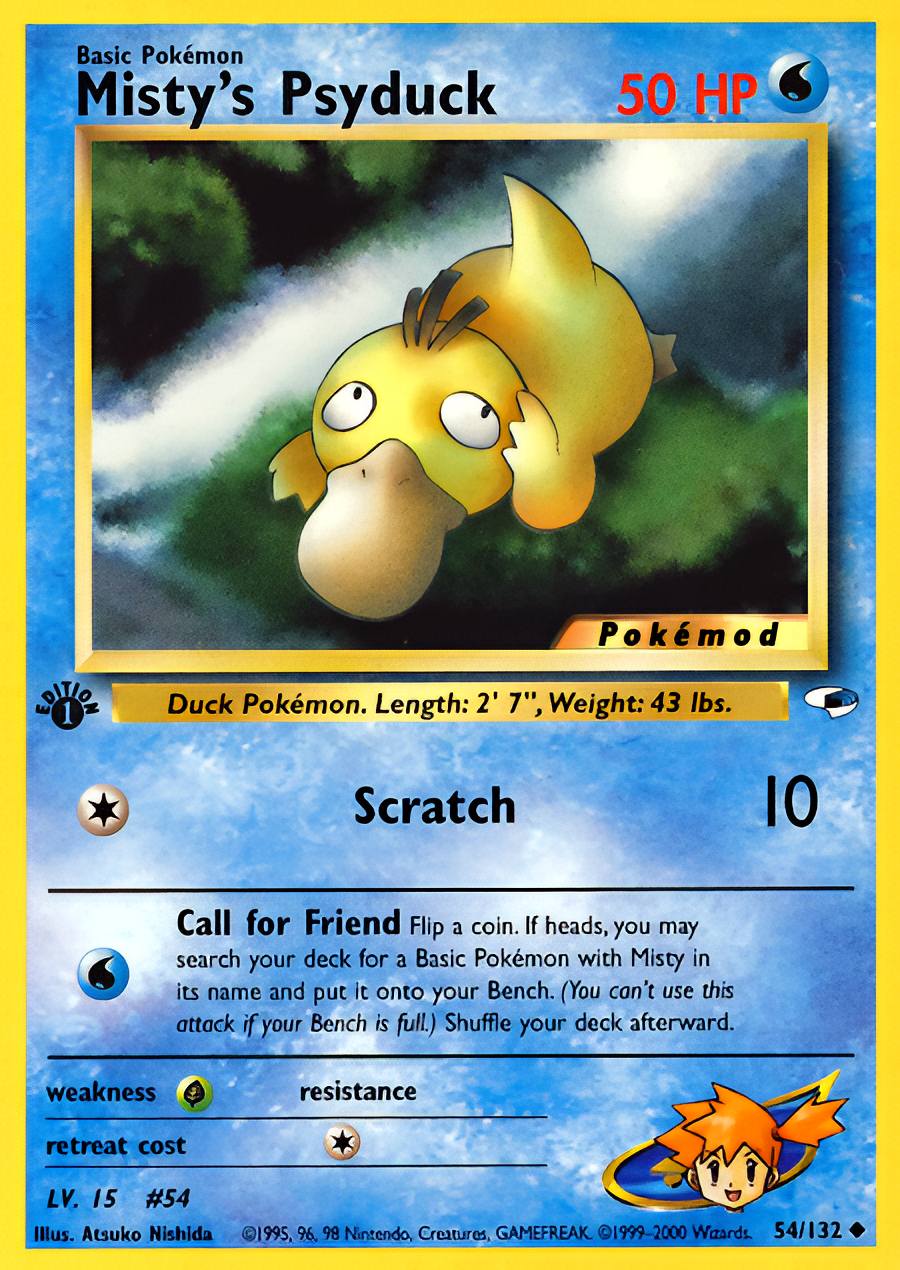 Basic Pokémon
Misty's Psyduck 50 HP
Pokémod
EDITION 1
Duck Pokémon. Length: 2' 7", Weight: 43 lbs.
Scratch 10
Call for Friend Flip a coin. If heads, you may
search your deck for a Basic Pokémon with Misty in
its name and put it onto your Bench. (You can't use this
attack if your Bench is full.) Shuffle your deck afterward.
weakness resistance
retreat cost
LV. 15 #54
Illus. Atsuko Nishida ©1995, 96, 98 Nintendo, Creatures, GAMEFREAK. ©1999-2000 Wizards. 54/132